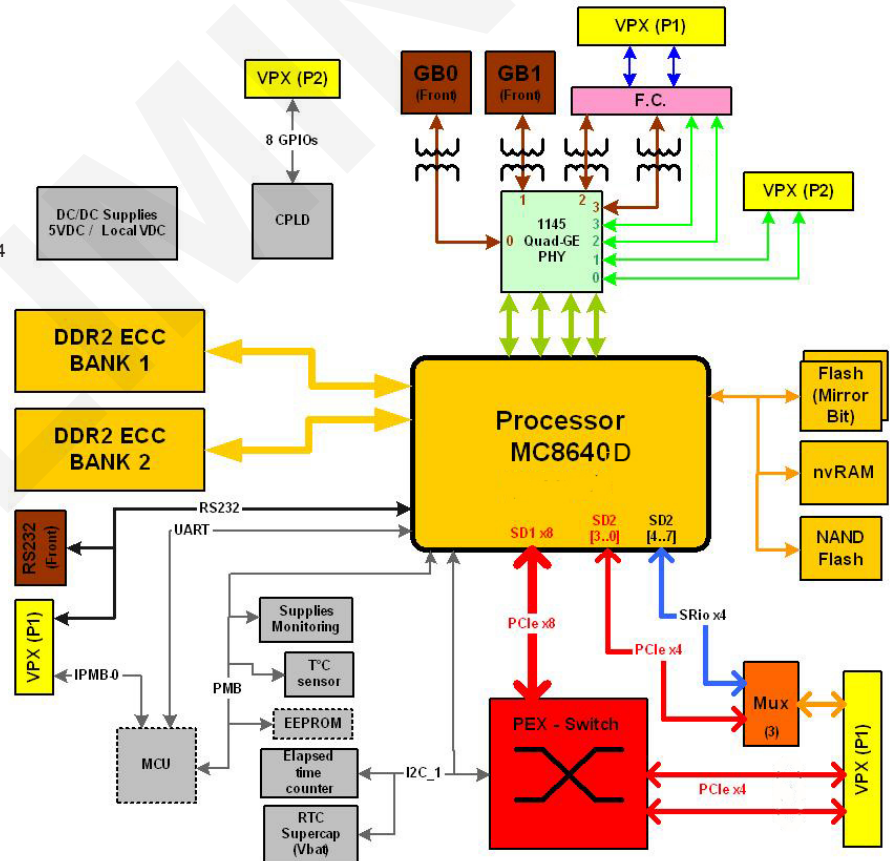 VPX (P1)
VPX (P2)
GB0
(Front)
GB1
(Front)
F.C.
8 GPIOs
DC/DC Supplies
5VDC / Local VDC
CPLD
VPX (P2)
4
1
2
3
0
1145
Quad-GE
PHY
3
2
1
0
DDR2 ECC
BANK 1
DDR2 ECC
BANK 2
Processor
MC8640D
Flash
(Mirror
Bit)
nvRAM
NAND
Flash
RS232
UART
RS232
(Front)
SD1 x8
SD2
[3..0]
SD2
[4..7]
VPX (P1)
IPMB-0
Supplies
Monitoring
T°C
sensor
PMB
EEPROM
MCU
Elapsed
time
counter
I2C_1
RTC
Supercap
(Vbat)
PCIe x8
PCIe x4
SRio x4
Mux
(3)
PEX - Switch
PCIe x4
VPX (P1)